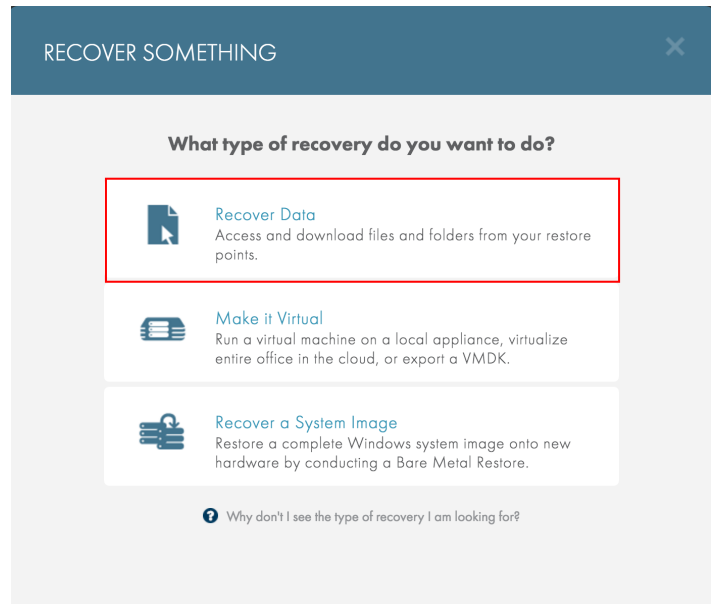 RECOVER SOMETHING
What type of recovery do you want to do?
Recover Data
Access and download files and folders from your restore
points.
Make it Virtual
Run a virtual machine on a local appliance, virtualize
entire office in the cloud, or export a VMDK.
Recover a System Image
Restore a complete Windows system image onto new
hardware by conducting a Bare Metal Restore.
? Why don't I see the type of recovery I am looking for?